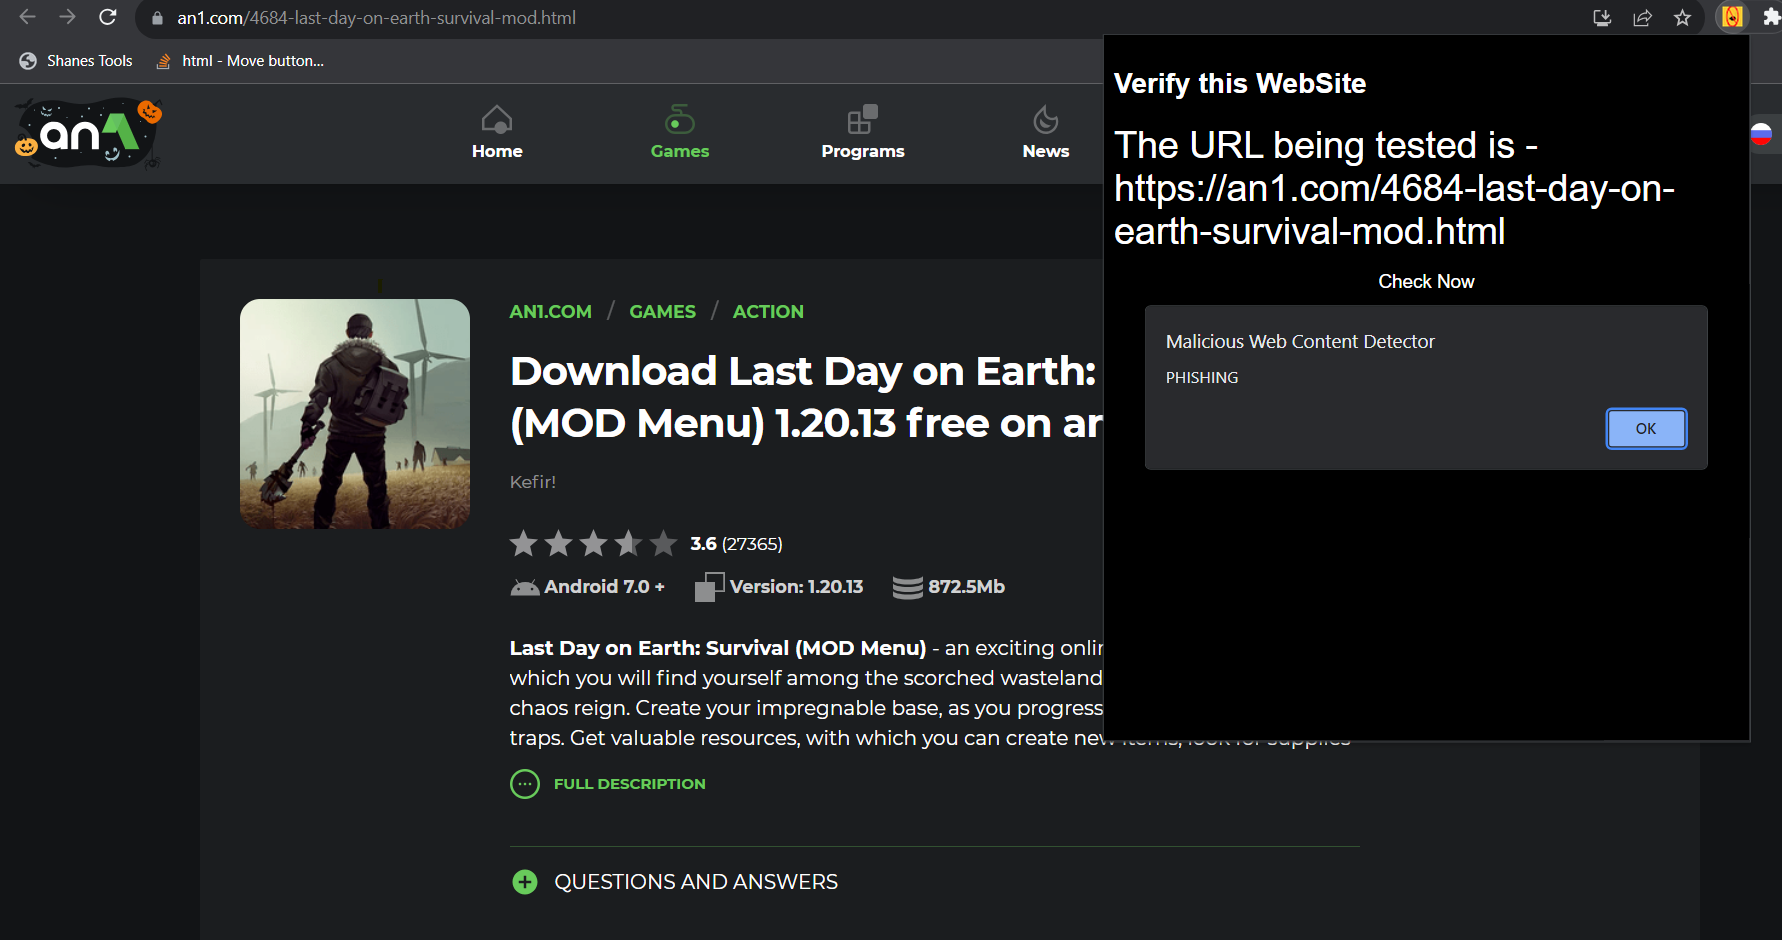 an1.com/4684-last-day-on-earth-survival-mod.html
Shanes Tools
html - Move button...
an
Home
Games
Programs
News
Verify this WebSite
The URL being tested is -
https://an1.com/4684-last-day-on-
earth-survival-mod.html
Check Now
Malicious Web Content Detector
PHISHING
OK
AN1.COM / GAMES / ACTION
Download Last Day on Earth:
(MOD Menu) 1.20.13 free on
Kefir!
3.6 (27365)
Android 7.0 +
Version: 1.20.13
872.5Mb
Last Day on Earth: Survival (MOD Menu) - an exciting
which you will find yourself among the scorched wasteland
chaos reign. Create your impregnable base, as you progress
traps. Get valuable resources, with which you can create new items, look for supplies
FULL DESCRIPTION
QUESTIONS AND ANSWERS